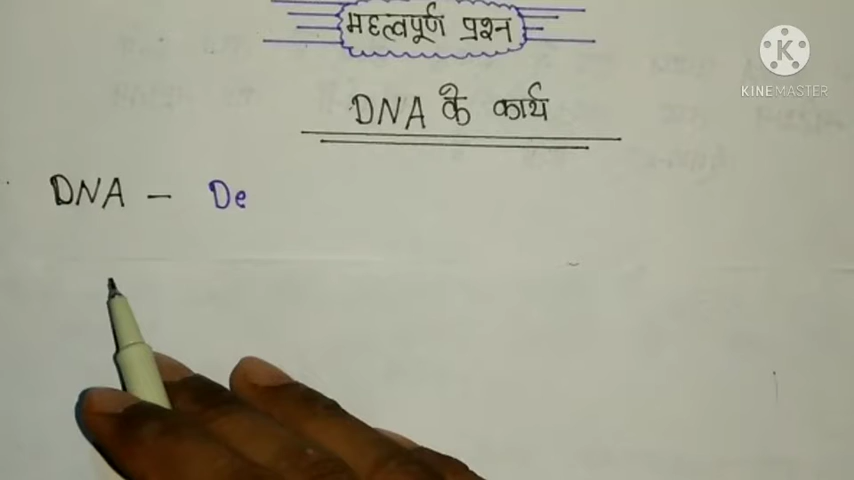 महत्वपूर्ण प्रश्न
K
KINEMASTER
DNA के कार्य
DNA — De